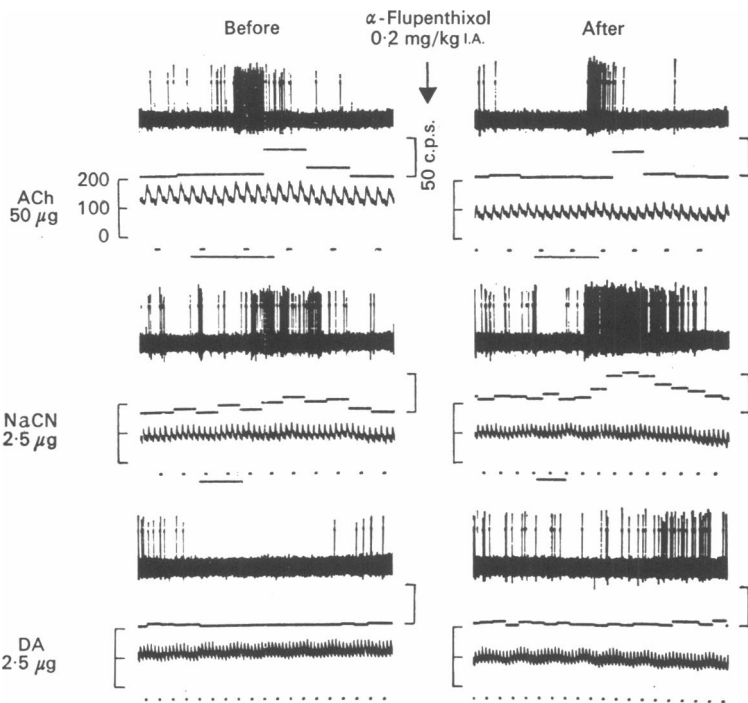 Before
α-Flupenthixol
0·2 mg/kg I.A.
After
50 c.p.s.
ACh
50 µg
200
100
0
NaCN
2·5 µg
DA
2·5 µg